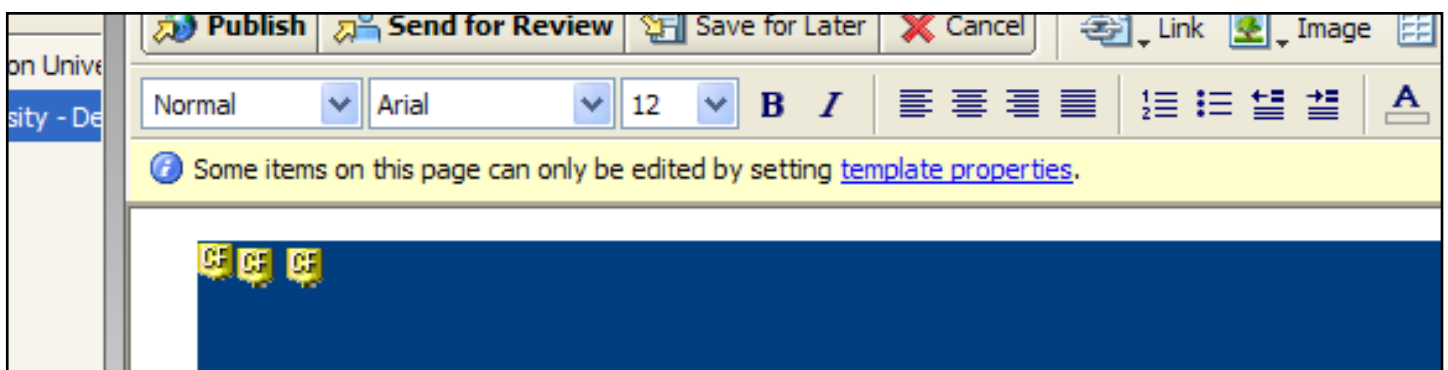 Publish Send for Review Save for Later Cancel Link Image
on Unive
sity - De
Normal Arial 12 B I A
Some items on this page can only be edited by setting template properties.
CF CF CF